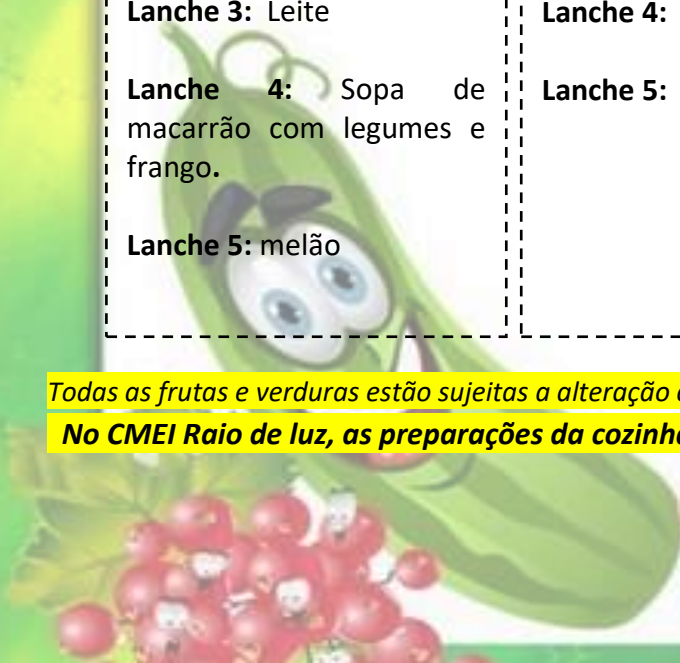 Lanche 3: Leite
Lanche 4: Sopa de
macarrão com legumes e
frango.
Lanche 5: melão
Lanche 4:
Lanche 5:
Todas as frutas e verduras estão sujeitas a alteração
No CMEI Raio de luz, as preparações da